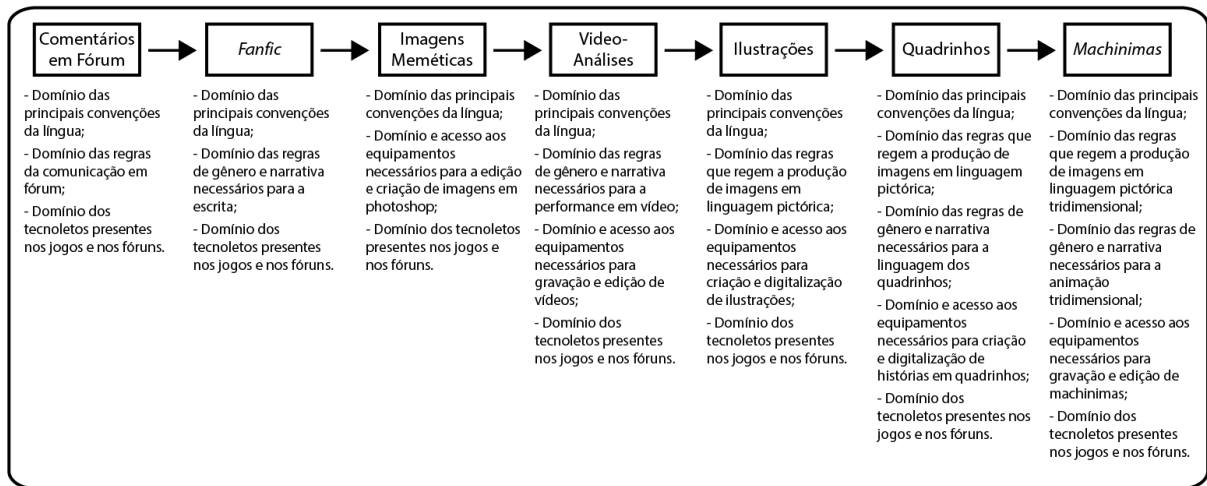 Comentários
em Fórum
Fanfic
Imagens
Meméticas
Video-
Análises
Ilustrações
Quadrinhos
Machinimas
- Domínio das
principais convenções
da língua;
- Domínio das regras
da comunicação em
fórum;
- Domínio dos
tecnoletos presentes
nos jogos e nos fóruns.
- Domínio das
principais convenções
da língua;
- Domínio das regras
de gênero e narrativa
necessários para a
escrita;
- Domínio dos
tecnoletos presentes
nos jogos e nos fóruns.
- Domínio das principais
convenções da língua;
- Domínio e acesso aos
equipamentos
necessários para a edição
e criação de imagens em
photoshop;
- Domínio dos tecnoletos
presentes nos jogos e
nos fóruns.
- Domínio das
principais convenções
da língua;
- Domínio das regras
de gênero e narrativa
necessários para a
performance em vídeo;
- Domínio e acesso aos
equipamentos
necessários para
gravação e edição de
vídeos;
- Domínio dos
tecnoletos presentes
nos jogos e nos fóruns.
- Domínio das
principais convenções
da língua;
- Domínio das regras
que regem a produção
de imagens em
linguagem pictórica;
- Domínio e acesso aos
equipamentos
necessários para
criação e digitalização
de ilustrações;
- Domínio dos
tecnoletos presentes
nos jogos e nos fóruns.
- Domínio das principais
convenções da língua;
- Domínio das regras que
regem a produção de
imagens em linguagem
pictórica;
- Domínio das regras de
gênero e narrativa
necessários para a
linguagem dos
quadrinhos;
- Domínio e acesso aos
equipamentos
necessários para criação
e digitalização de
histórias em quadrinhos;
- Domínio dos
tecnoletos presentes nos
jogos e nos fóruns.
- Domínio das principais
convenções da língua;
- Domínio das regras
que regem a produção
de imagens em
linguagem pictórica
tridimensional;
- Domínio das regras de
gênero e narrativa
necessários para a
animação
tridimensional;
- Domínio e acesso aos
equipamentos
necessários para
gravação e edição de
machinimas;
- Domínio dos
tecnoletos presentes
nos jogos e nos fóruns.